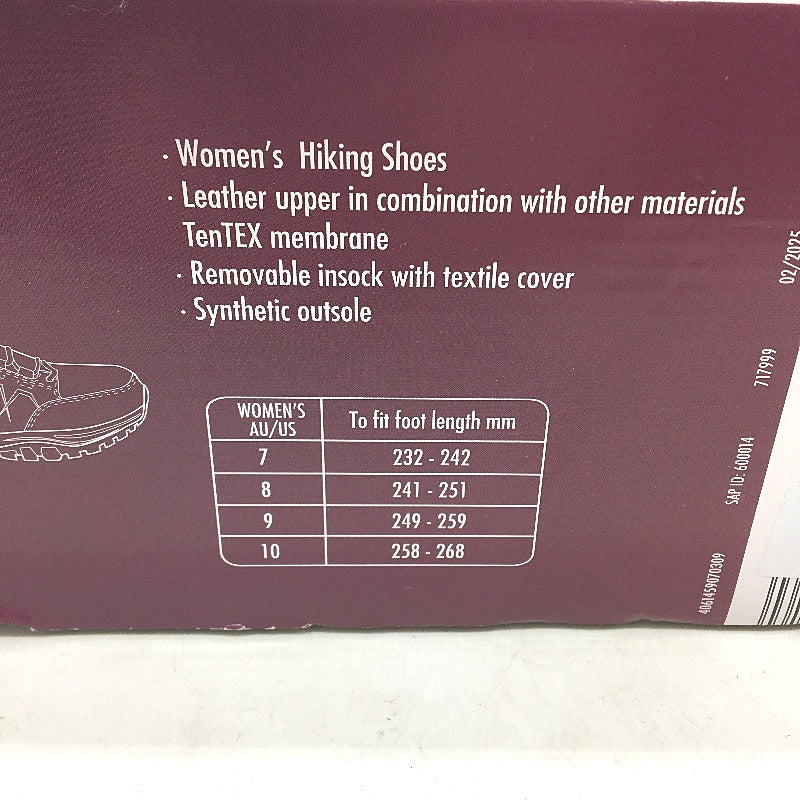 · Women's Hiking Shoes
· Leather upper in combination with other materials
TenTEX membrane
· Removable insock with textile cover
· Synthetic outsole
WOMEN'S AU/US To fit foot length mm
7 232 - 242
8 241 - 251
9 249 - 259
10 258 - 268
02/2025
717999
SAP ID: 600014
4061459070309